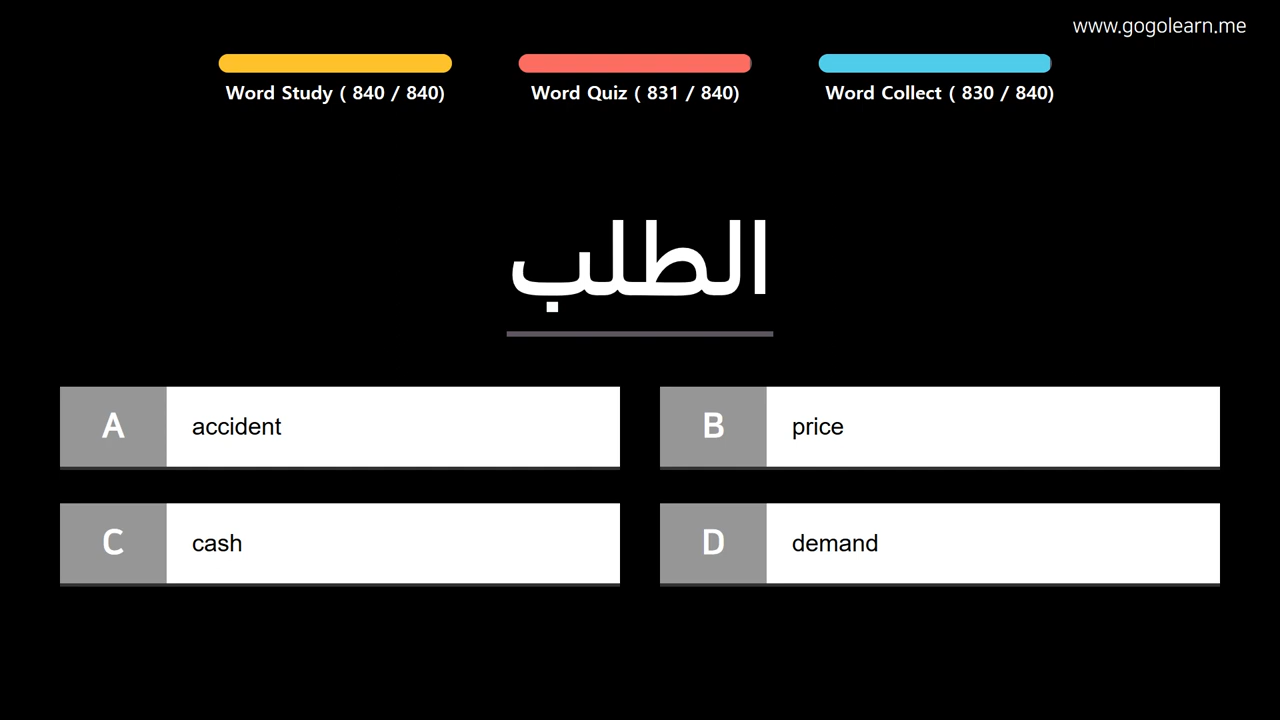 www.gogolearn.me
Word Study ( 840 / 840)
Word Quiz ( 831 / 840)
Word Collect ( 830 / 840)
الطلب
A accident
B price
C cash
D demand